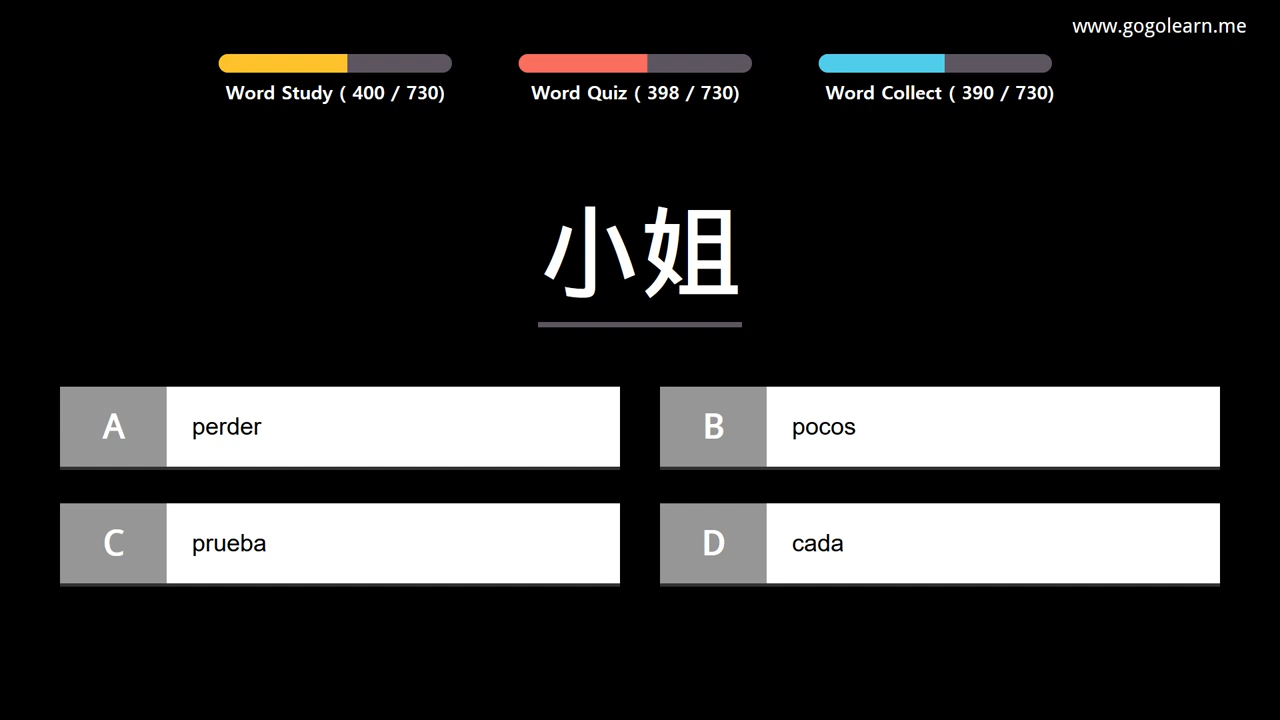 www.gogolearn.me
Word Study ( 400 / 730)
Word Quiz ( 398 / 730)
Word Collect ( 390 / 730)
小姐
A perder
B pocos
C prueba
D cada